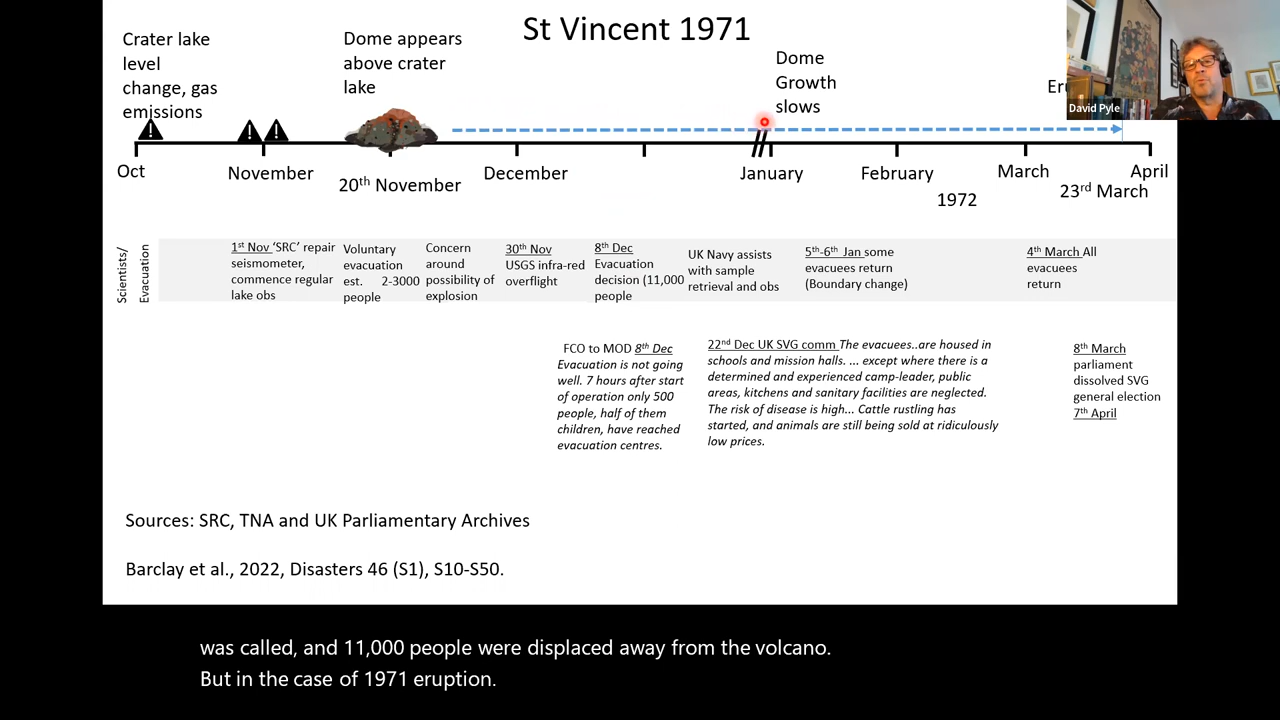 St Vincent 1971
Crater lake
level
change, gas
emissions
Dome appears
above crater
lake
Dome
Growth
slows
David Pyle
Oct
November
20th November
December
January
February
1972
March
23rd March
April
Scientists/
Evacuation
1st Nov ‘SRC’ repair
seismometer,
commence regular
lake obs
Voluntary
evacuation
est. 2-3000
people
Concern
around
possibility of
explosion
30th Nov
USGS infra-red
overflight
8th Dec
Evacuation
decision (11,000
people
UK Navy assists
with sample
retrieval and obs
5th-6th Jan some
evacuees return
(Boundary change)
4th March All
evacuees
return
FCO to MOD 8th Dec
Evacuation is not going
well. 7 hours after start
of operation only 500
people, half of them
children, have reached
evacuation centres.
22nd Dec UK SVG comm The evacuees..are housed in
schools and mission halls. ... except where there is a
determined and experienced camp-leader, public
areas, kitchens and sanitary facilities are neglected.
The risk of disease is high... Cattle rustling has
started, and animals are still being sold at ridiculously
low prices.
8th March
parliament
dissolved SVG
general election
7th April
Sources: SRC, TNA and UK Parliamentary Archives
Barclay et al., 2022, Disasters 46 (S1), S10-S50.
was called, and 11,000 people were displaced away from the volcano.
But in the case of 1971 eruption.